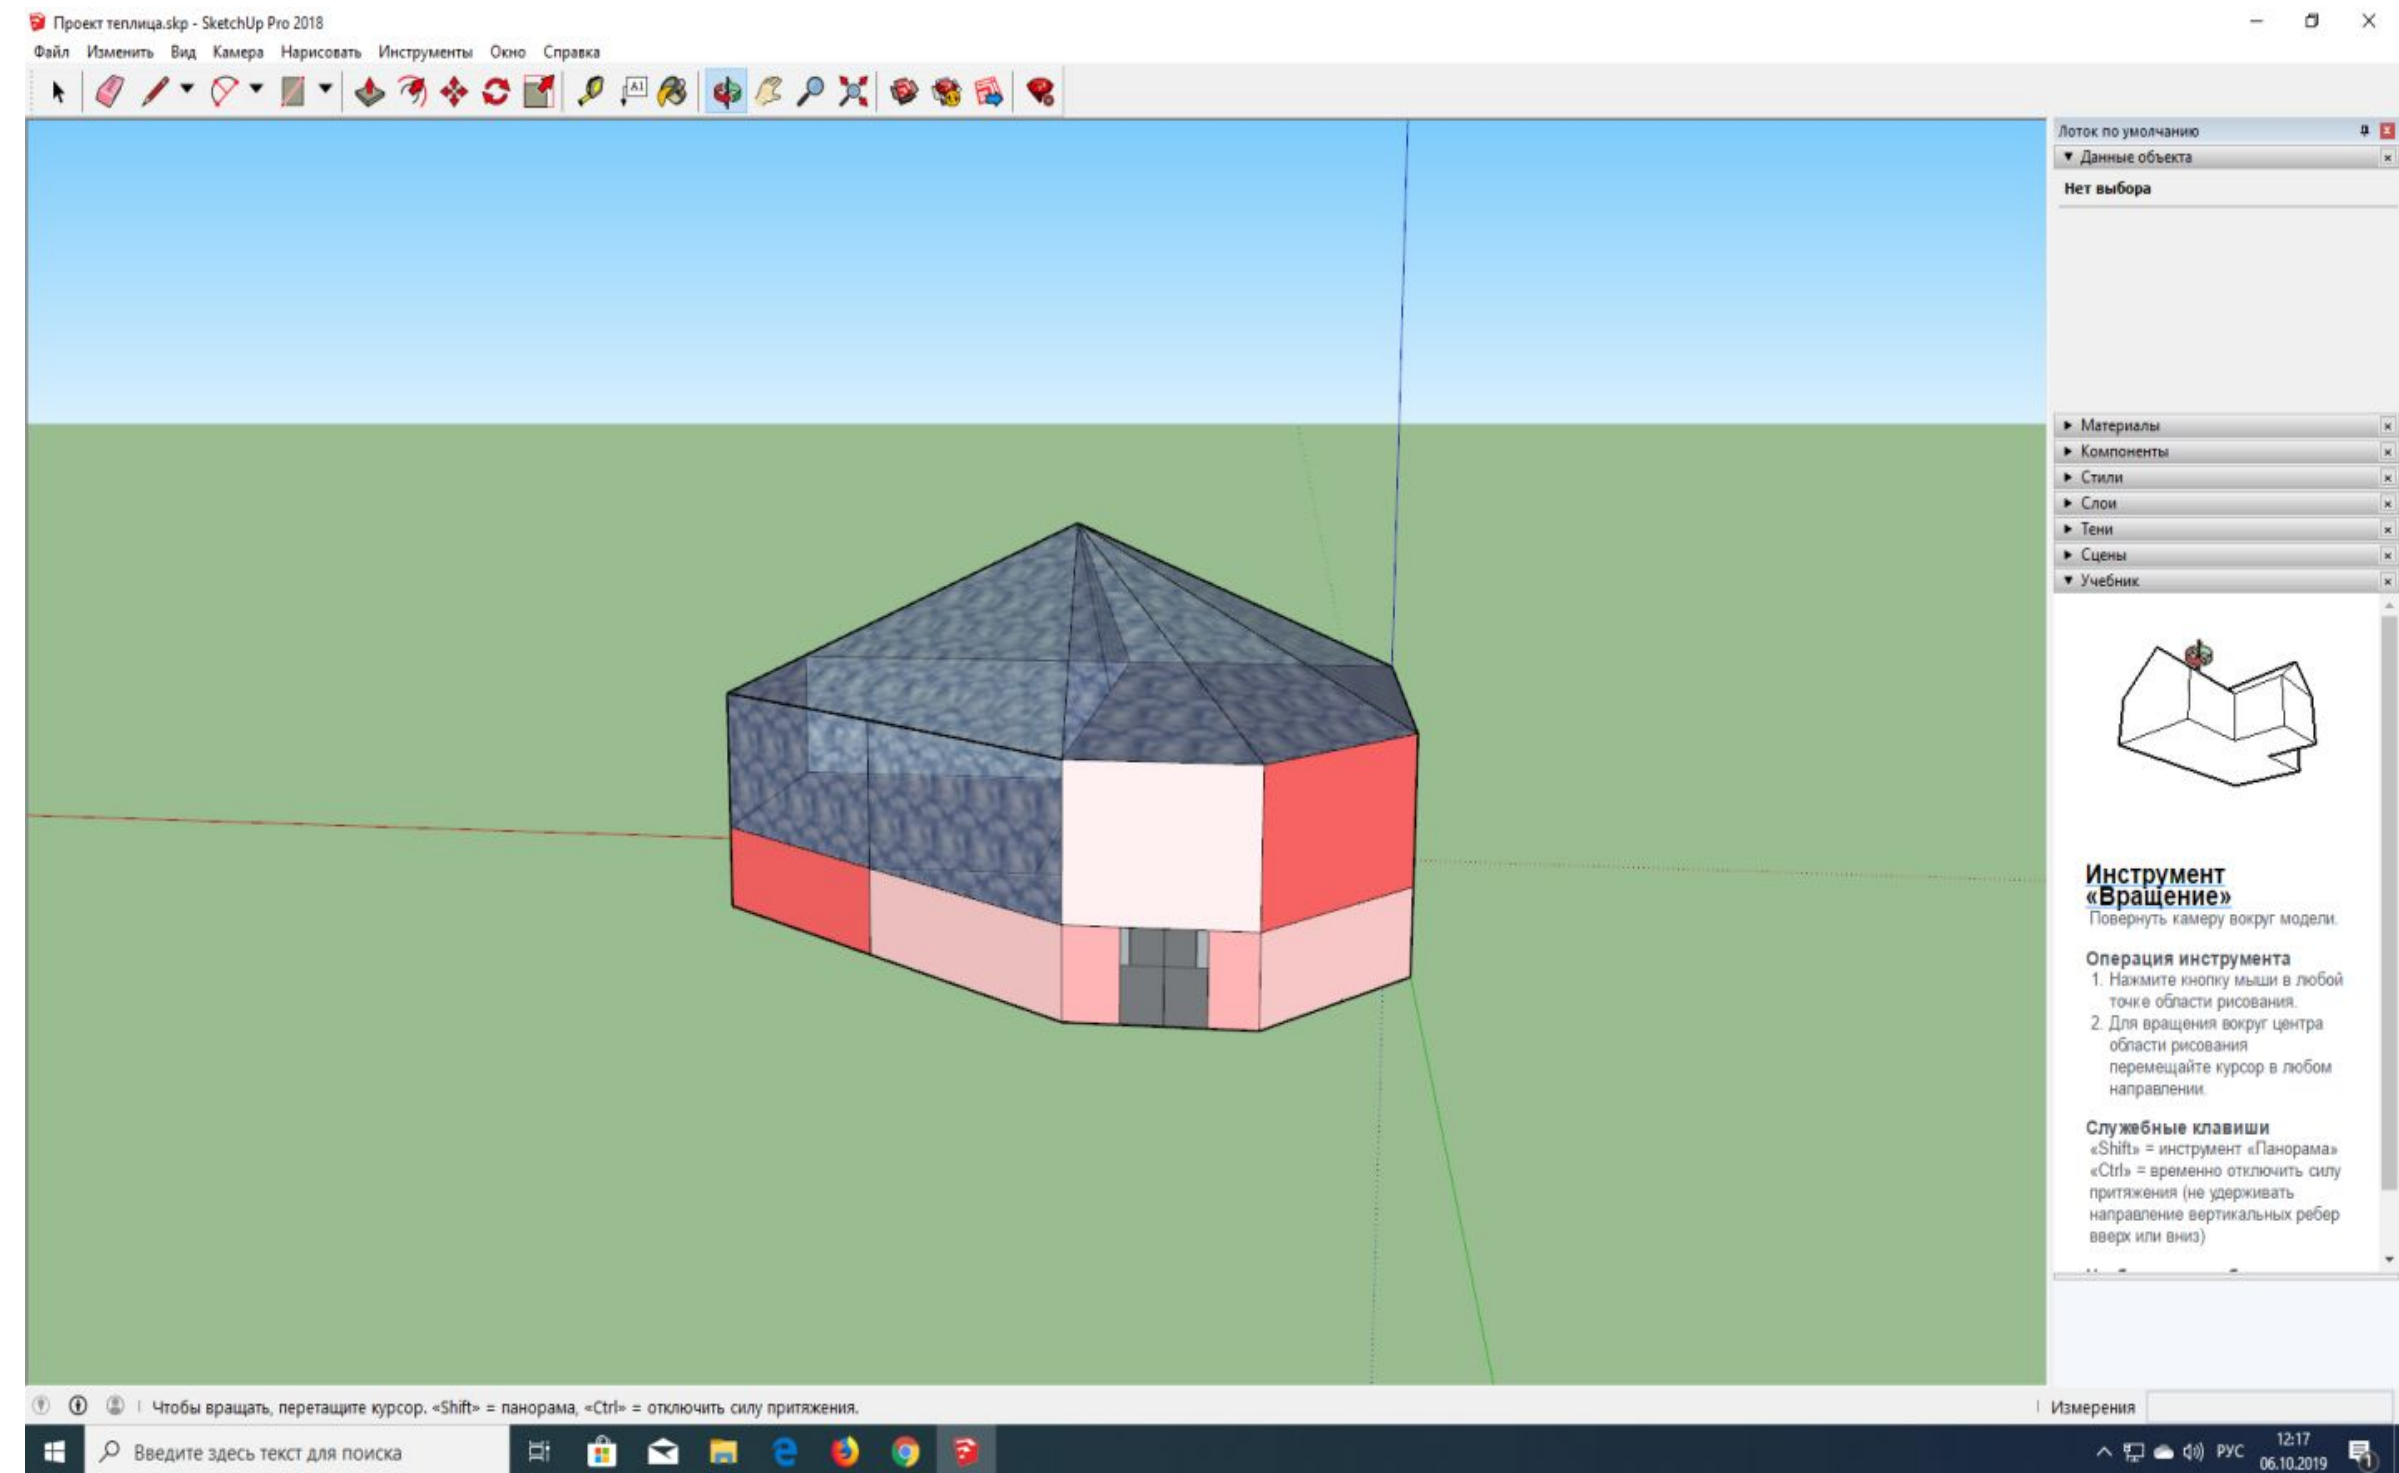 Проект теплица.skp - SketchUp Pro 2018
Файл Изменить Вид Камера Нарисовать Инструменты Окно Справка
A1
Лоток по умолчанию
Данные объекта
Нет выбора
Материалы
Компоненты
Стили
Слои
Тени
Сцены
Учебник
Инструмент
«Вращение»
Повернуть камеру вокруг модели.
Операция инструмента
1. Нажмите кнопку мыши в любой
точке области рисования.
2. Для вращения вокруг центра
области рисования
перемещайте курсор в любом
направлении.
Служебные клавиши
«Shift» = инструмент «Панорама»
«Ctrl» = временно отключить силу
притяжения (не удерживать
направление вертикальных ребер
вверх или вниз)
Чтобы вращать, перетащите курсор. «Shift» = панорама, «Ctrl» = отключить силу притяжения.
Измерения
Введите здесь текст для поиска
РУС
12:17
06.10.2019
1